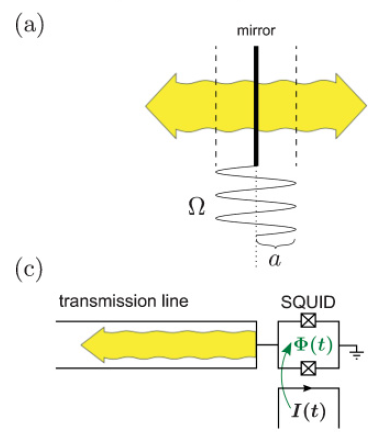 (a)
mirror
Ω
a
(c)
transmission line
SQUID
Φ(t)
I(t)